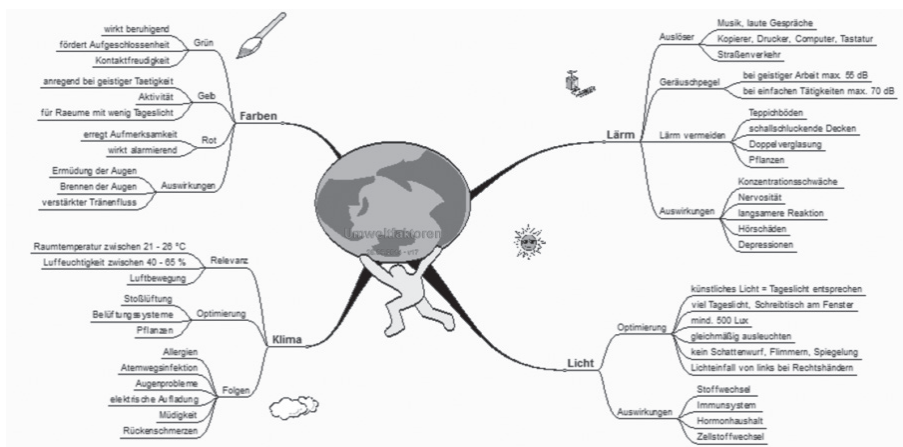 Umweltfaktoren
Farben
Grün
wirkt beruhigend
fördert Aufgeschlossenheit
Kontaktfreudigkeit
Gelb
anregend bei geistiger Taetigkeit
Aktivität
für Raeume mit wenig Tageslicht
Rot
erregt Aufmerksamkeit
wirkt alarmierend
Auswirkungen
Ermüdung der Augen
Brennen der Augen
verstärkter Tränenfluss
Klima
Relevanz
Raumtemperatur zwischen 21 - 26 °C
Luffeuchtigkeit zwischen 40 - 65 %
Luftbewegung
Optimierung
Stoßlüftung
Belüftungssysteme
Pflanzen
Folgen
Allergien
Atemwegsinfektion
Augenprobleme
elektrische Aufladung
Müdigkeit
Rückenschmerzen
Lärm
Auslöser
Musik, laute Gespräche
Kopierer, Drucker, Computer, Tastatur
Straßenverkehr
Geräuschpegel
bei geistiger Arbeit max. 55 dB
bei einfachen Tätigkeiten max. 70 dB
Lärm vermeiden
Teppichböden
schallschluckende Decken
Doppelverglasung
Pflanzen
Auswirkungen
Konzentrationsschwäche
Nervosität
langsamere Reaktion
Hörschäden
Depressionen
Licht
Optimierung
künstliches Licht = Tageslicht entsprechen
viel Tageslicht, Schreibtisch am Fenster
mind. 500 Lux
gleichmäßig ausleuchten
kein Schattenwurf, Flimmern, Spiegelung
Lichteinfall von links bei Rechtshändern
Auswirkungen
Stoffwechsel
Immunsystem
Hormonhaushalt
Zellstoffwechsel